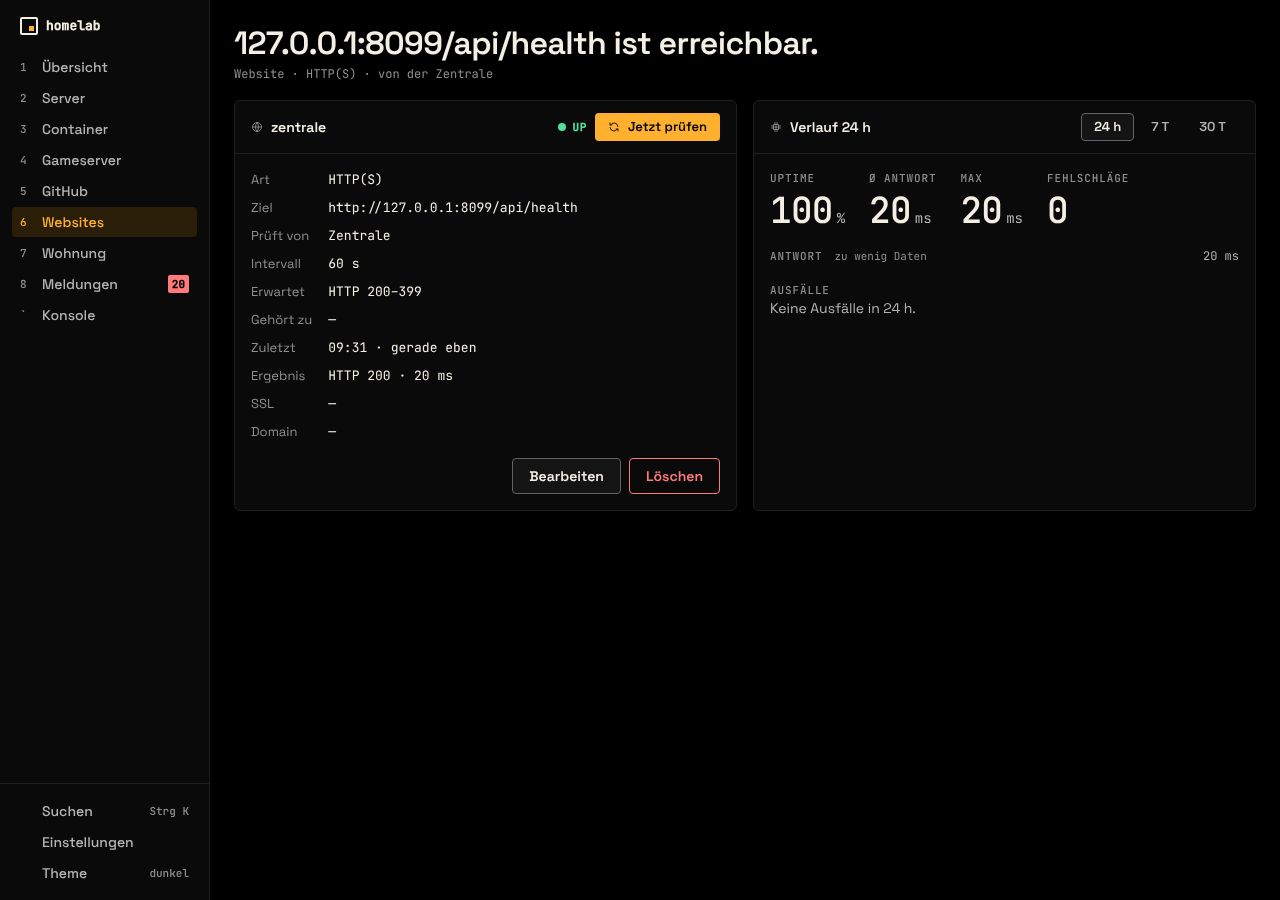 homelab
1 Übersicht
2 Server
3 Container
4 Gameserver
5 GitHub
6 Websites
7 Wohnung
8 Meldungen 20
` Konsole
Suchen Strg K
Einstellungen
Theme dunkel
127.0.0.1:8099/api/health ist erreichbar.
Website · HTTP(S) · von der Zentrale
zentrale UP Jetzt prüfen
Art HTTP(S)
Ziel http://127.0.0.1:8099/api/health
Prüft von Zentrale
Intervall 60 s
Erwartet HTTP 200–399
Gehört zu —
Zuletzt 09:31 · gerade eben
Ergebnis HTTP 200 · 20 ms
SSL —
Domain —
Bearbeiten Löschen
Verlauf 24 h 24 h 7 T 30 T
UPTIME Ø ANTWORT MAX FEHLSCHLÄGE
100 % 20 ms 20 ms 0
ANTWORT zu wenig Daten 20 ms
AUSFÄLLE
Keine Ausfälle in 24 h.